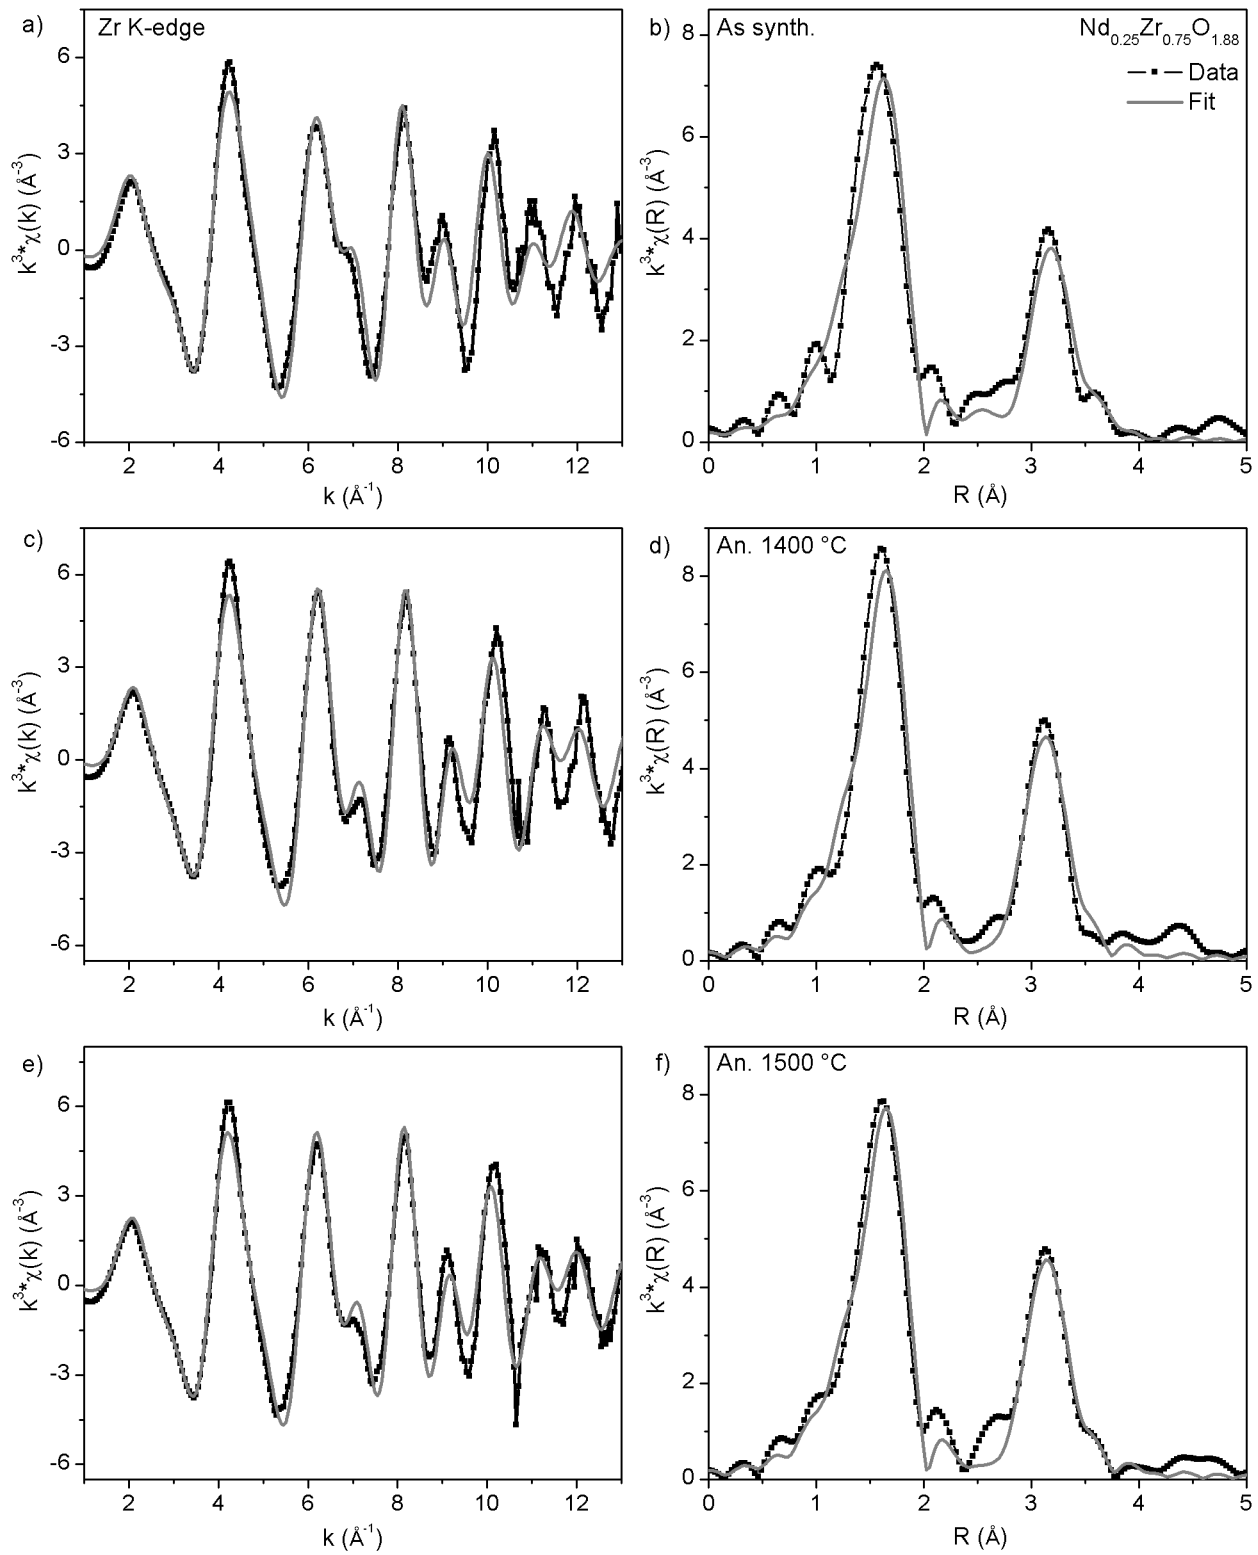 a) Zr K-edge
k³*χ(k) (Å⁻³)
6
3
0
-3
-6
2 4 6 8 10 12
k (Å⁻¹)
b) As synth. Nd₀.₂₅Zr₀.₇₅O₁.₈₈
Data
Fit
k³*χ(R) (Å⁻³)
8
6
4
2
0
0 1 2 3 4 5
R (Å)
c)
k³*χ(k) (Å⁻³)
6
3
0
-3
-6
2 4 6 8 10 12
k (Å⁻¹)
d) An. 1400 °C
k³*χ(R) (Å⁻³)
8
6
4
2
0
0 1 2 3 4 5
R (Å)
e)
k³*χ(k) (Å⁻³)
6
3
0
-3
-6
2 4 6 8 10 12
k (Å⁻¹)
f) An. 1500 °C
k³*χ(R) (Å⁻³)
8
6
4
2
0
0 1 2 3 4 5
R (Å)